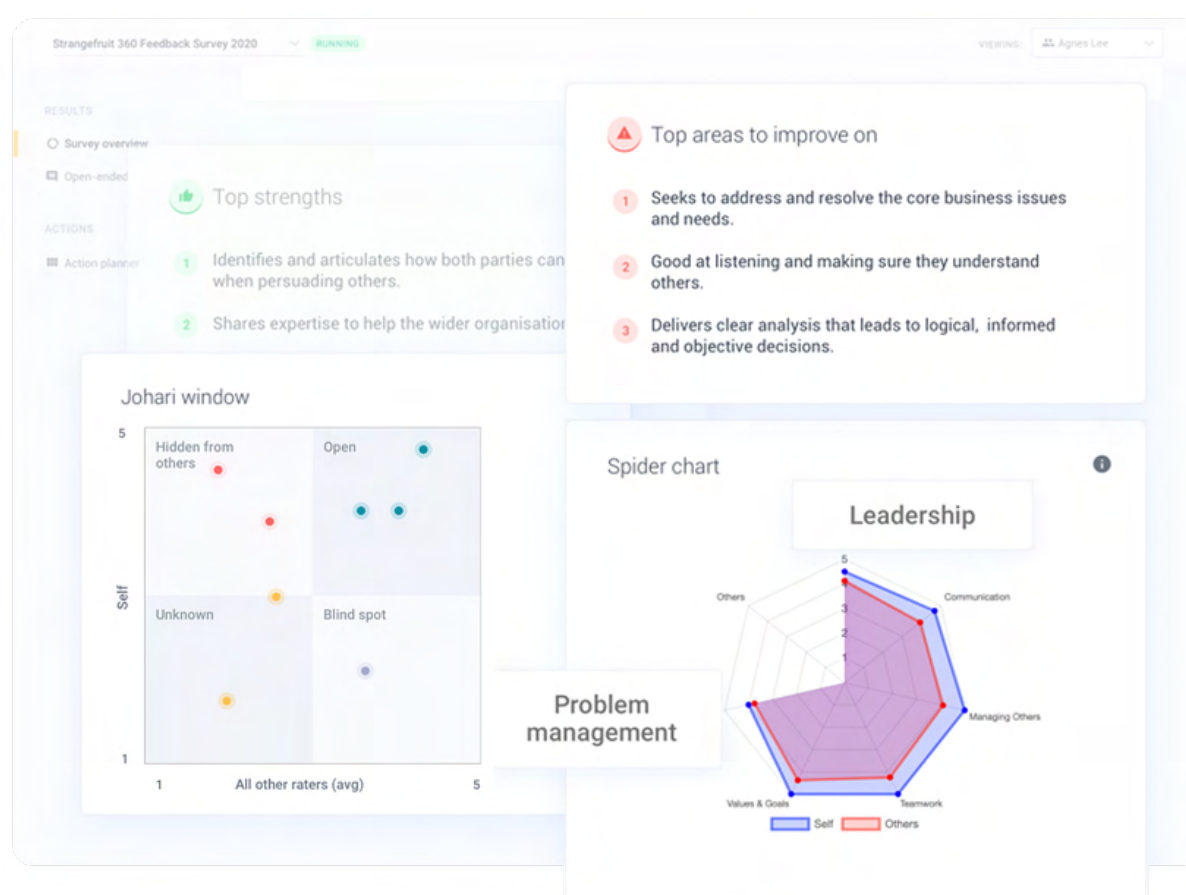 Strangefruit 360 Feedback Survey 2020
RUNNING
VIEWING
Agnes Lee
RESULTS
Survey overview
Open-ended
ACTIONS
Action planner
Top strengths
1
Identifies and articulates how both parties can
when persuading others.
2
Shares expertise to help the wider organisation
Top areas to improve on
1
Seeks to address and resolve the core business issues
and needs.
2
Good at listening and making sure they understand
others.
3
Delivers clear analysis that leads to logical, informed
and objective decisions.
Johari window
5
Hidden from
others
Open
Self
Unknown
Blind spot
1
1
All other raters (avg)
5
Spider chart
Leadership
5
Others
Communication
3
2
1
Problem
management
Managing Others
Values & Goals
Teamwork
Self
Others